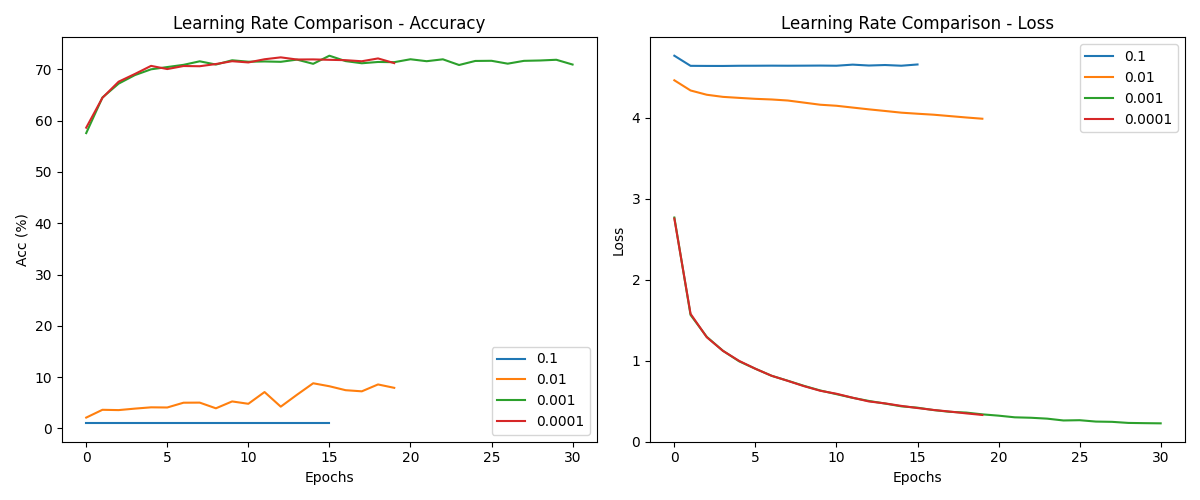 Learning Rate Comparison - Accuracy
Acc (%)
70
60
50
40
30
20
10
0
0 5 10 15 20 25 30
Epochs
0.1
0.01
0.001
0.0001
Learning Rate Comparison - Loss
Loss
4
3
2
1
0
0 5 10 15 20 25 30
Epochs
0.1
0.01
0.001
0.0001